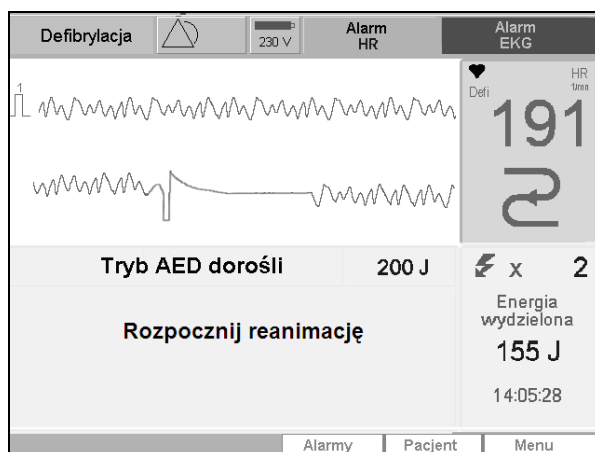 Defibrylacja
230 V
Alarm
HR
Alarm
EKG
1
Defi
HR
1/min
191
Tryb AED dorośli
200 J
x 2
Rozpocznij reanimację
Energia
wydzielona
155 J
14:05:28
Alarmy
Pacjent
Menu